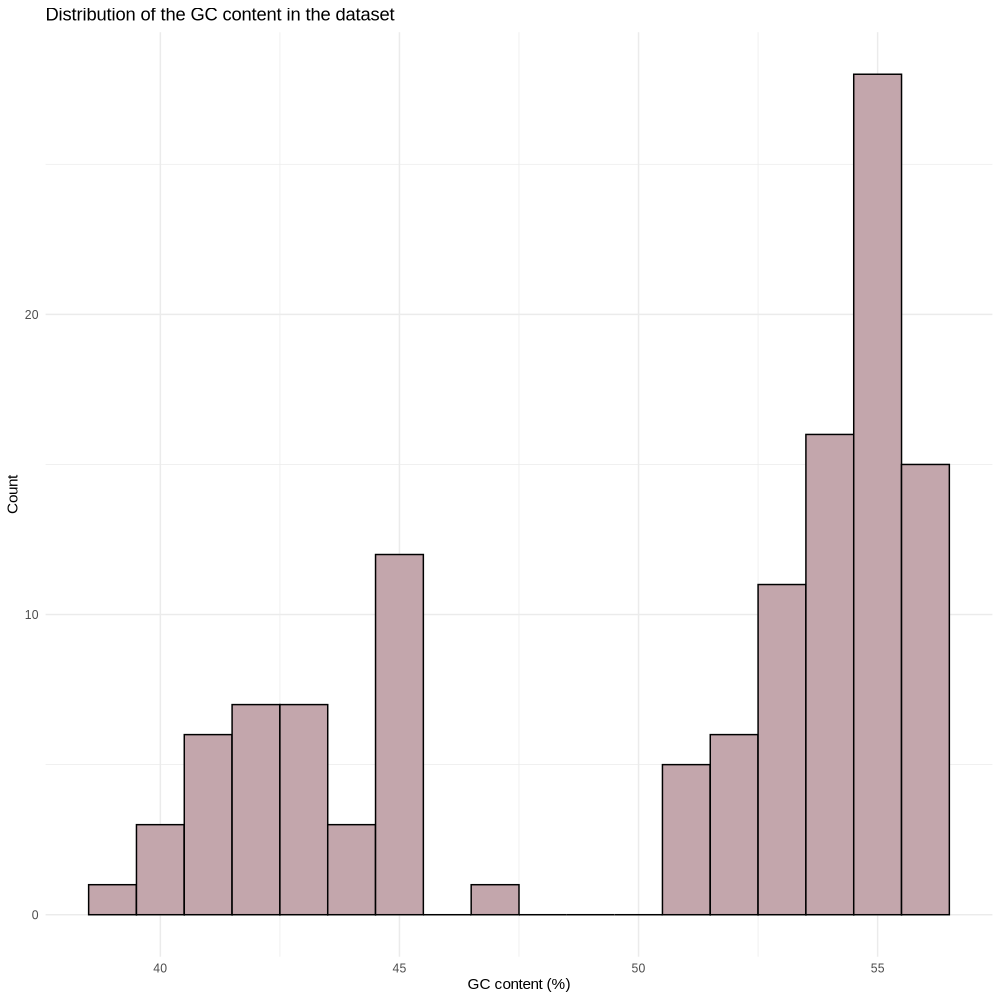 Distribution of the GC content in the dataset
20
10
0
Count
40 45 50 55
GC content (%)